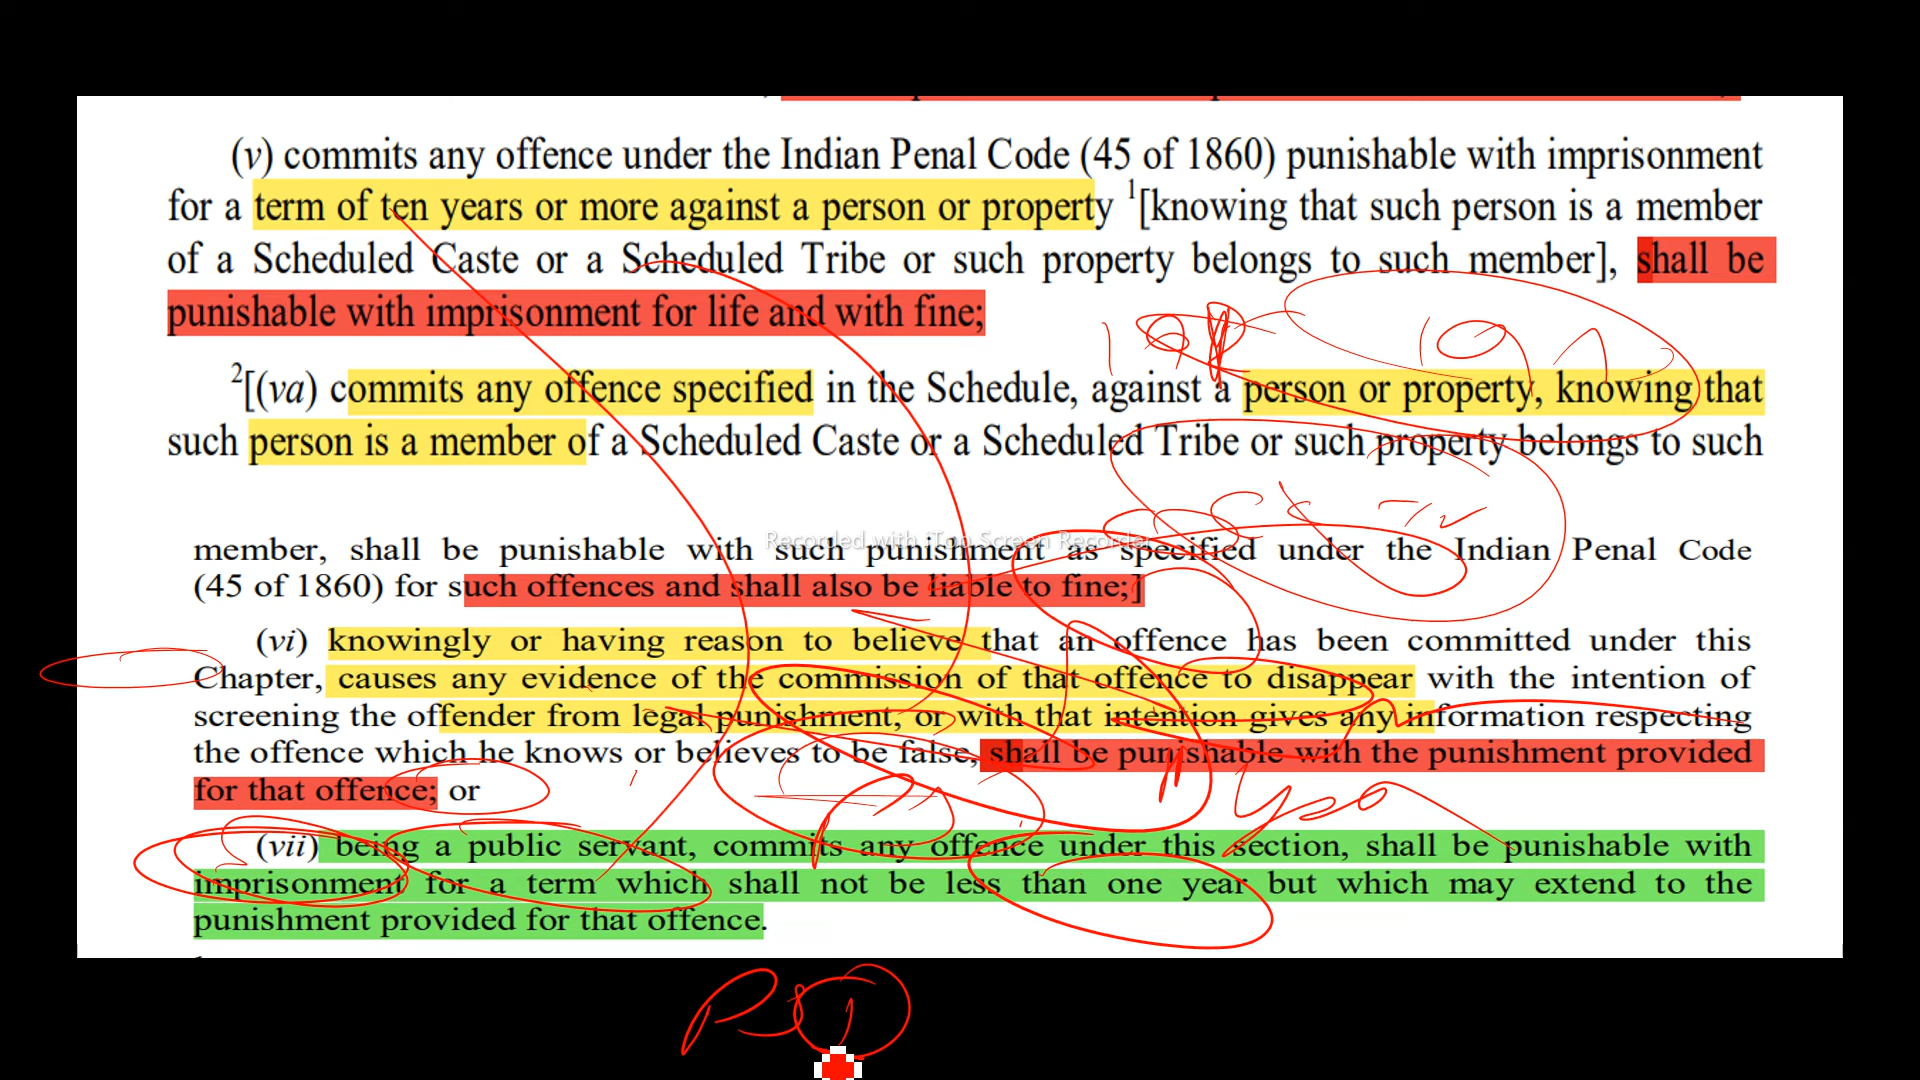 (v) commits any offence under the Indian Penal Code (45 of 1860) punishable with imprisonment
for a term of ten years or more against a person or property 1[knowing that such person is a member
of a Scheduled Caste or a Scheduled Tribe or such property belongs to such member], shall be
punishable with imprisonment for life and with fine;
2[(va) commits any offence specified in the Schedule, against a person or property, knowing that
such person is a member of a Scheduled Caste or a Scheduled Tribe or such property belongs to such
Recorded with iTop Screen Recorder
member, shall be punishable with such punishment as specified under the Indian Penal Code
(45 of 1860) for such offences and shall also be liable to fine;]
(vi) knowingly or having reason to believe that an offence has been committed under this
Chapter, causes any evidence of the commission of that offence to disappear with the intention of
screening the offender from legal punishment, or with that intention gives any information respecting
the offence which he knows or believes to be false, shall be punishable with the punishment provided
for that offence; or
(vii) being a public servant, commits any offence under this section, shall be punishable with
imprisonment for a term which shall not be less than one year but which may extend to the
punishment provided for that offence.